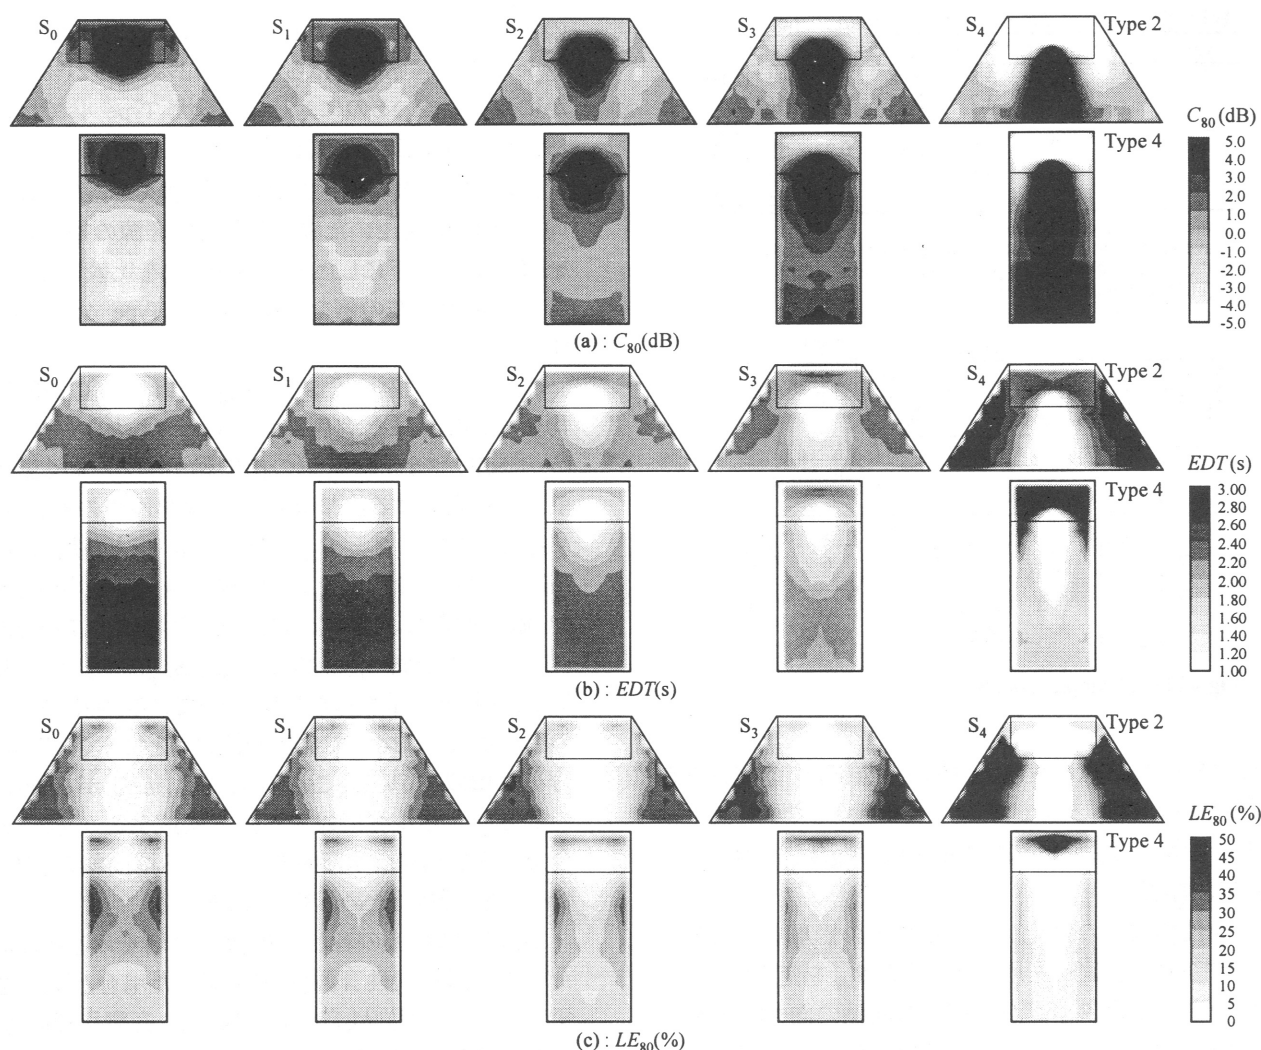 S0 S1 S2 S3 S4 Type 2
Type 4
C80 (dB)
5.0
4.0
3.0
2.0
1.0
0.0
-1.0
-2.0
-3.0
-4.0
-5.0
(a) : C80(dB)
S0 S1 S2 S3 S4 Type 2
Type 4
EDT(s)
3.00
2.80
2.60
2.40
2.20
2.00
1.80
1.60
1.40
1.20
1.00
(b) : EDT(s)
S0 S1 S2 S3 S4 Type 2
Type 4
LE80 (%)
50
45
40
35
30
25
20
15
10
5
0
(c) : LE80(%)